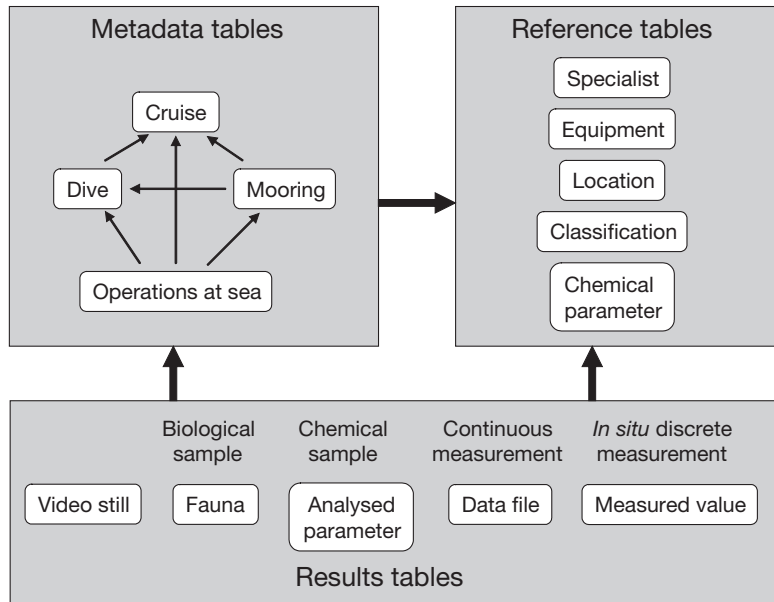 Metadata tables
Cruise
Dive
Mooring
Operations at sea
Reference tables
Specialist
Equipment
Location
Classification
Chemical
parameter
Biological
sample
Chemical
sample
Continuous
measurement
In situ discrete
measurement
Video still
Fauna
Analysed
parameter
Data file
Measured value
Results tables